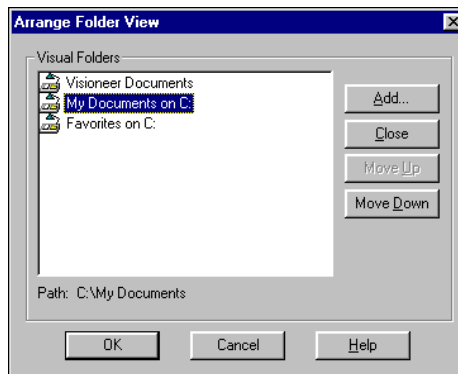 Arrange Folder View
Visual Folders
Visioneer Documents
My Documents on C:
Favorites on C:
Add...
Close
Move Up
Move Down
Path: C:\My Documents
OK
Cancel
Help